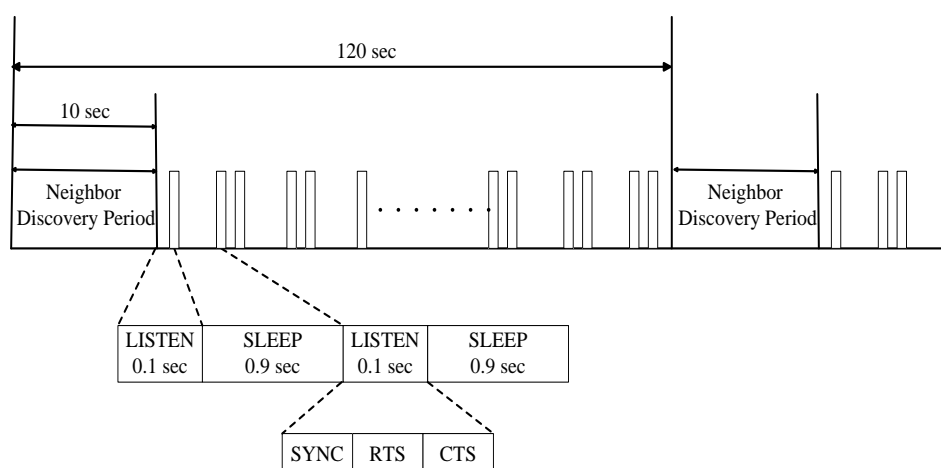 120 sec
10 sec
Neighbor
Discovery Period
. . . . . . .
Neighbor
Discovery Period
LISTEN
0.1 sec
SLEEP
0.9 sec
LISTEN
0.1 sec
SLEEP
0.9 sec
SYNC
RTS
CTS